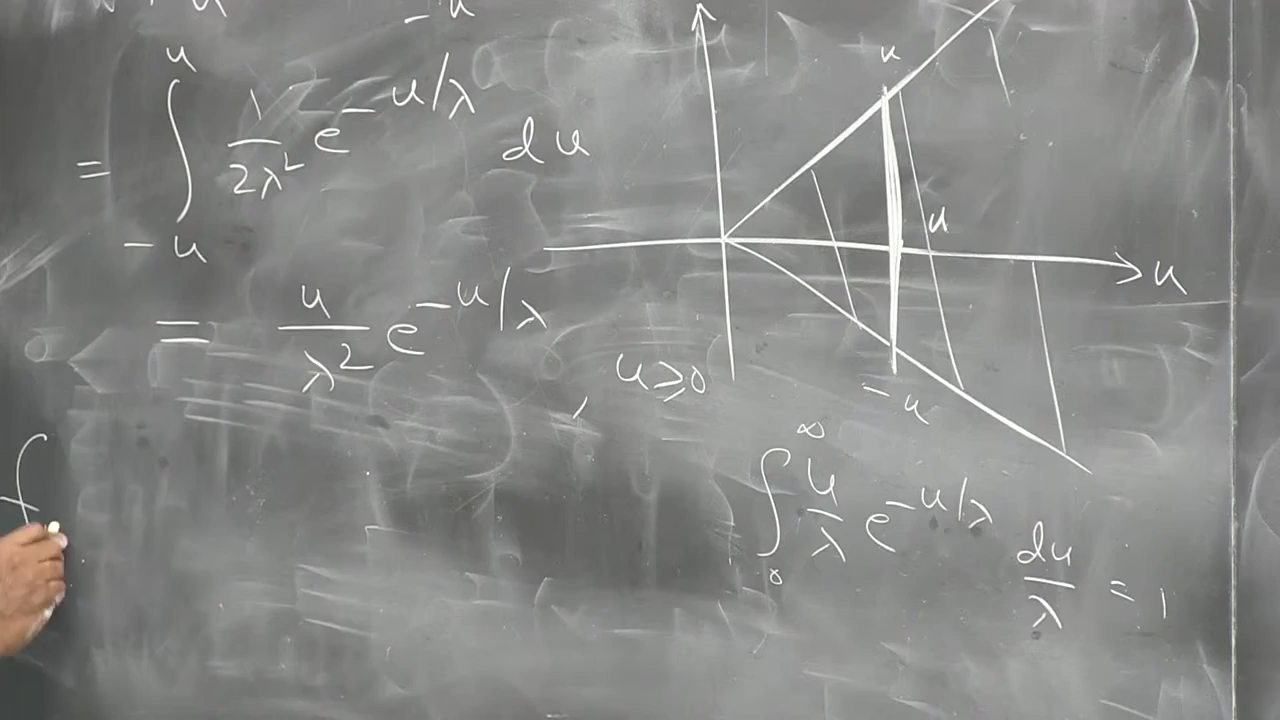 -u
= ∫_{-u}^{u} 1/2λ² e^{-u/λ} du
= u/λ² e^{-u/λ}, u ≥ 0
u
u
u
-u
∫_0^∞ u/λ e^{-u/λ} du/λ = 1
f